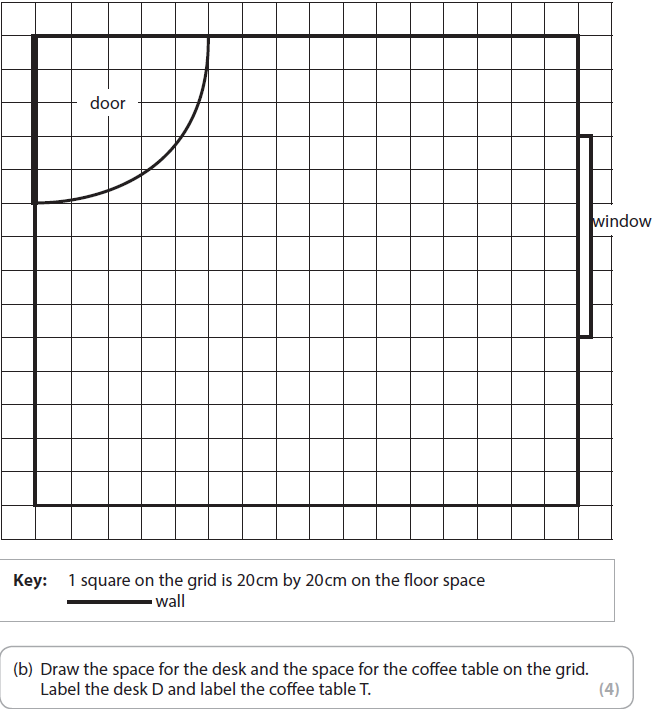 door
window
Key: 1 square on the grid is 20cm by 20cm on the floor space
wall
(b) Draw the space for the desk and the space for the coffee table on the grid.
Label the desk D and label the coffee table T.
(4)